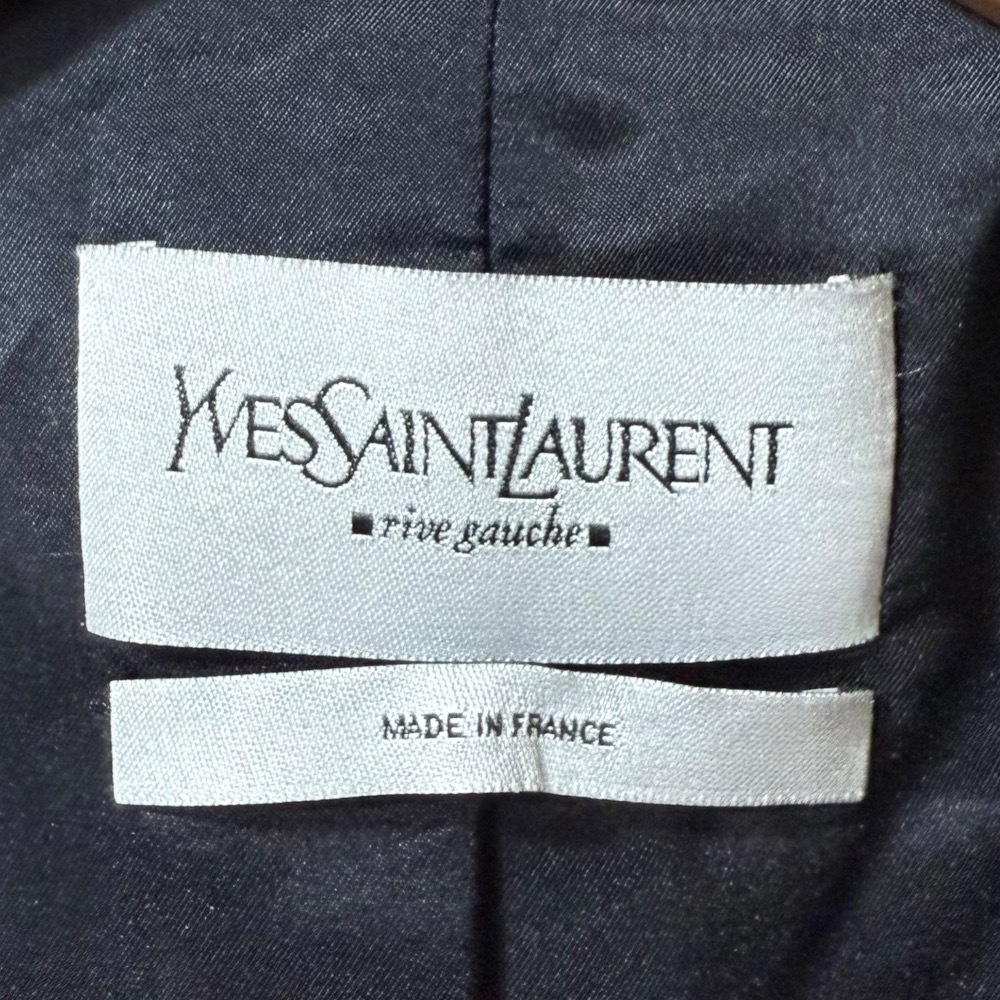 YVESSAINTLAURENT
rive gauche
MADE IN FRANCE